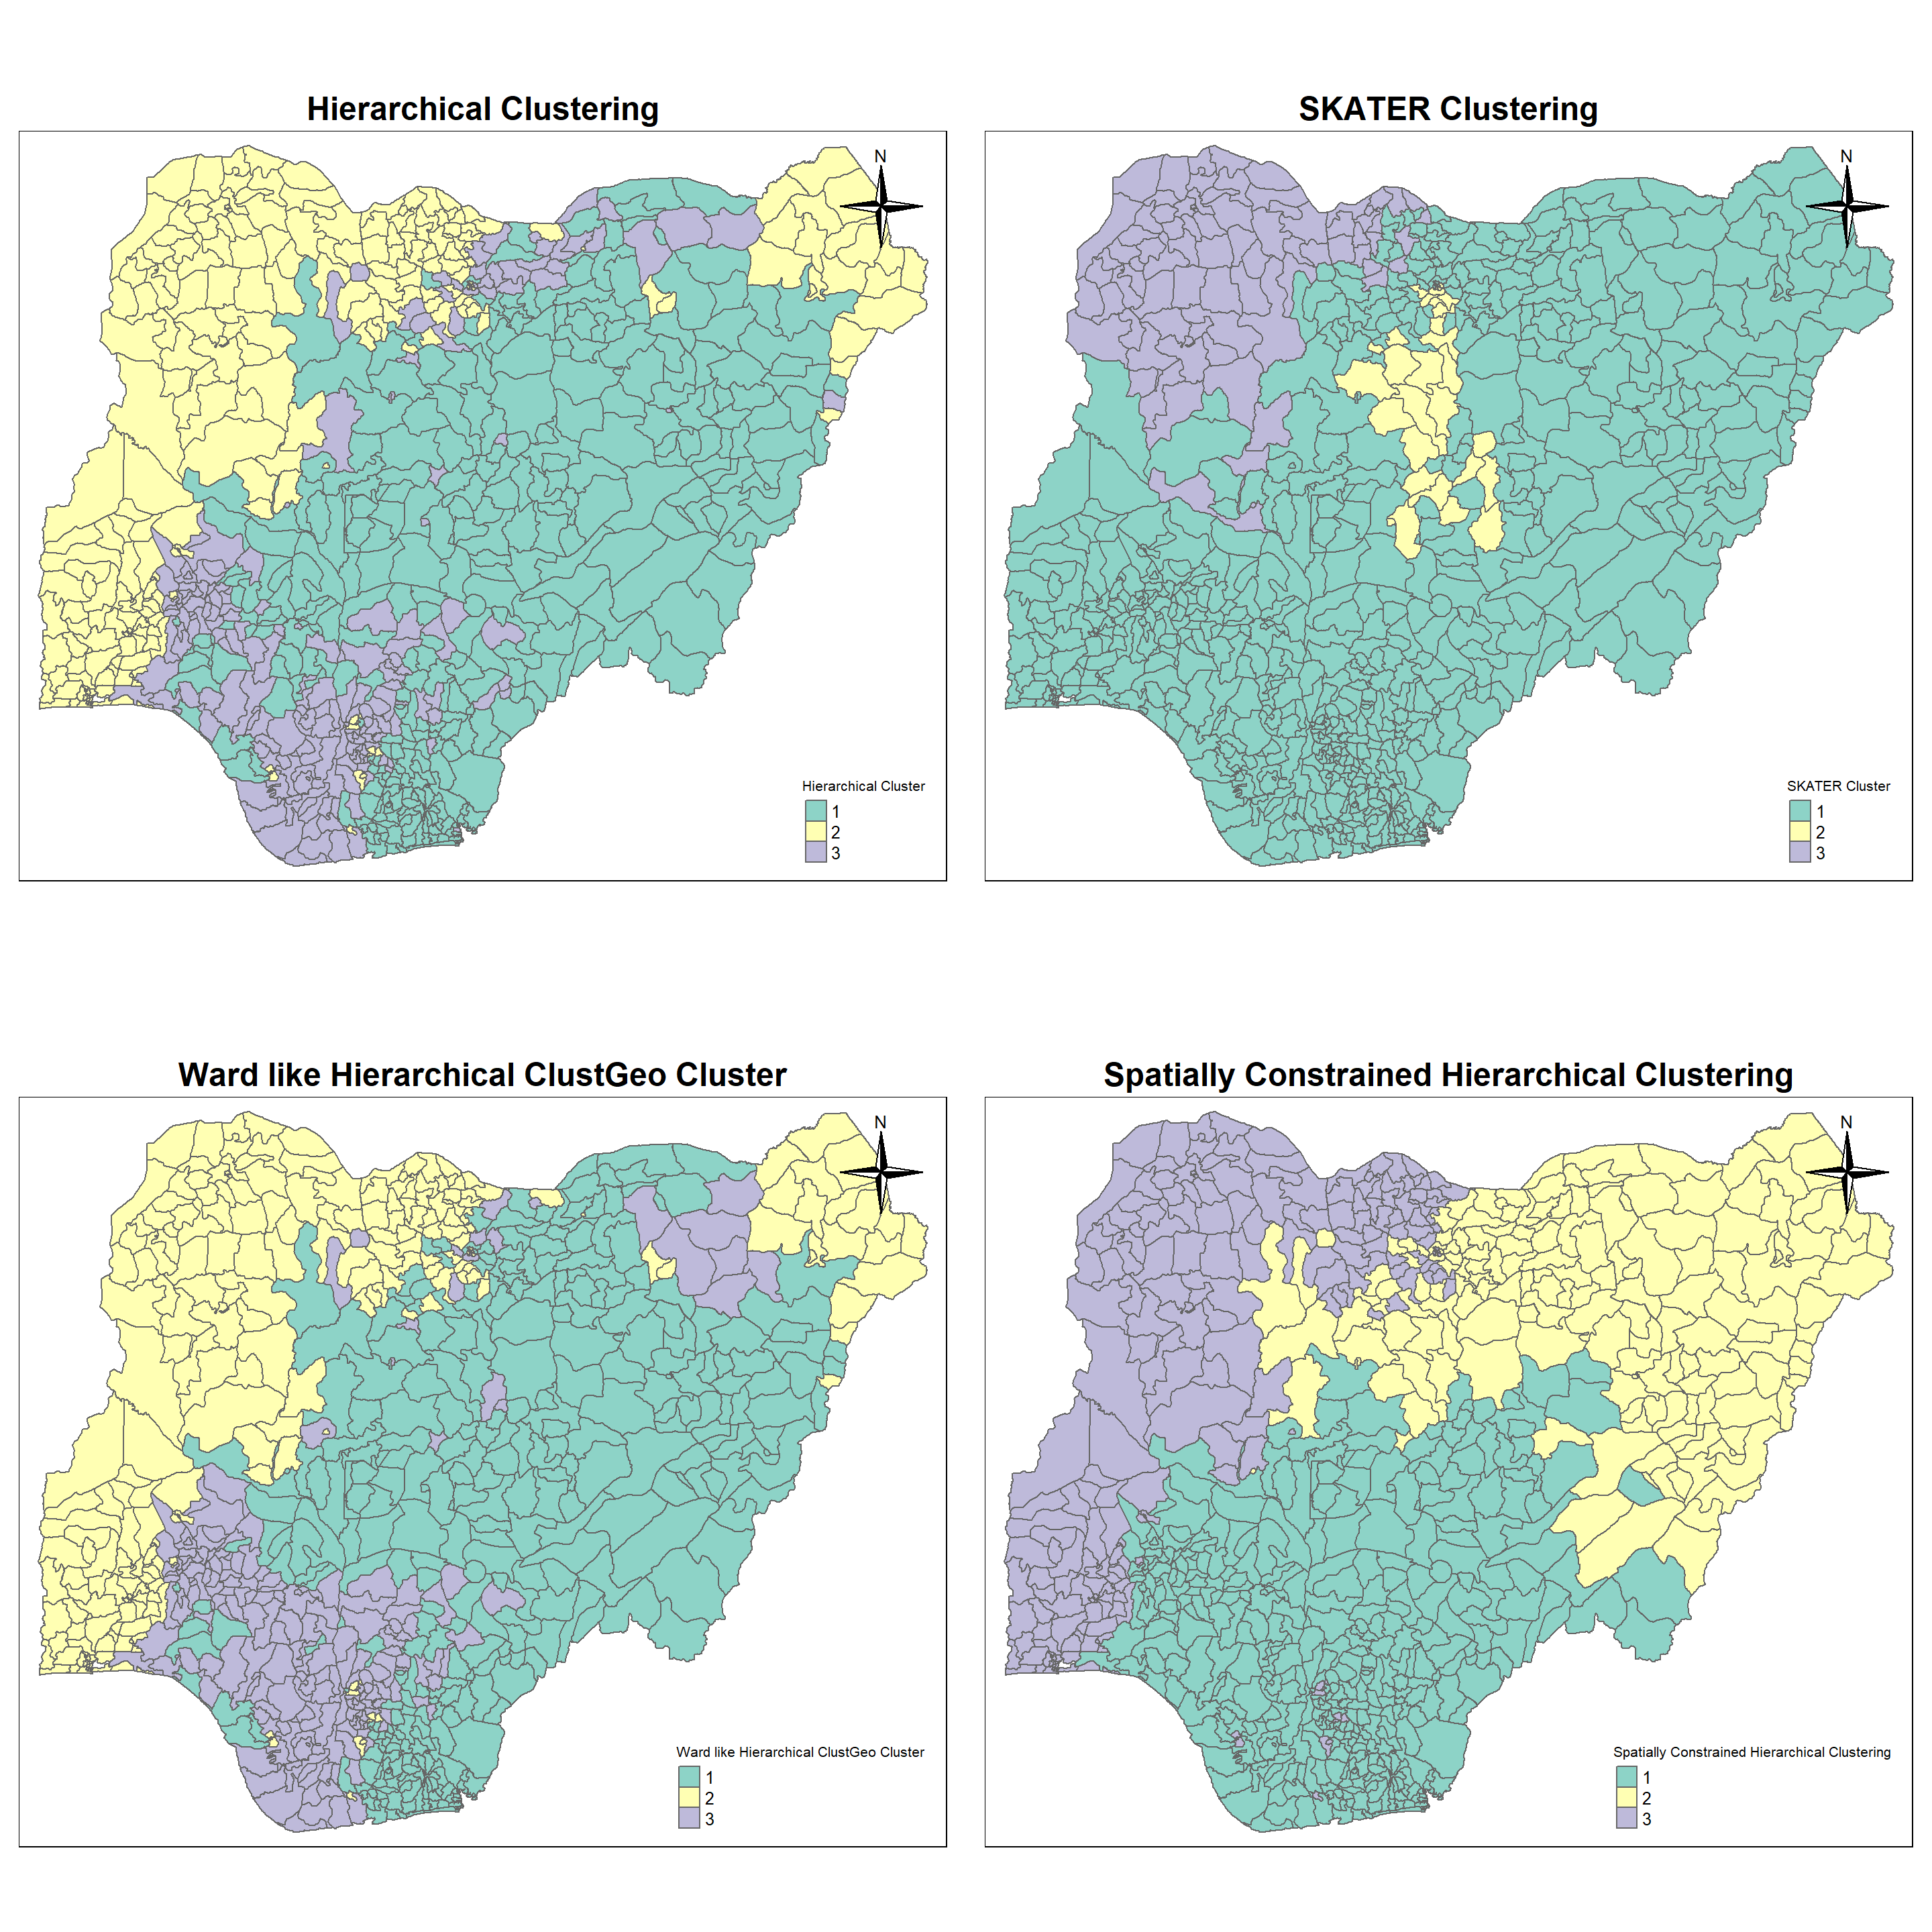 Hierarchical Clustering
N
Hierarchical Cluster
1
2
3
SKATER Clustering
N
SKATER Cluster
1
2
3
Ward like Hierarchical ClustGeo Cluster
N
Ward like Hierarchical ClustGeo Cluster
1
2
3
Spatially Constrained Hierarchical Clustering
N
Spatially Constrained Hierarchical Clustering
1
2
3